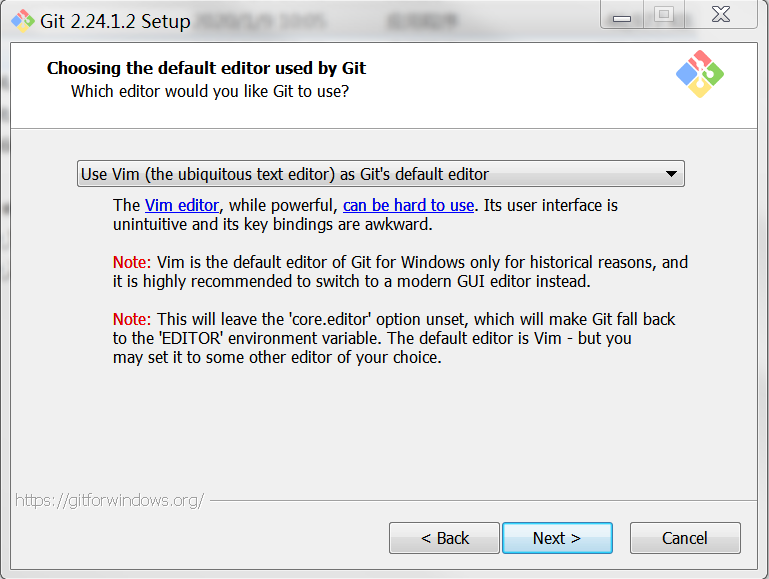 Git 2.24.1.2 Setup
Choosing the default editor used by Git
Which editor would you like Git to use?
Use Vim (the ubiquitous text editor) as Git's default editor
The Vim editor, while powerful, can be hard to use. Its user interface is
unintuitive and its key bindings are awkward.
Note: Vim is the default editor of Git for Windows only for historical reasons, and
it is highly recommended to switch to a modern GUI editor instead.
Note: This will leave the 'core.editor' option unset, which will make Git fall back
to the 'EDITOR' environment variable. The default editor is Vim - but you
may set it to some other editor of your choice.
https://gitforwindows.org/
< Back Next > Cancel